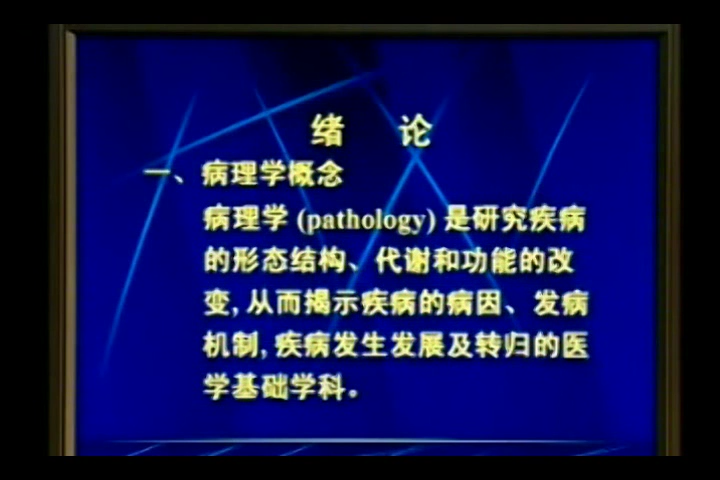 绪 论
一、病理学概念
病理学 (pathology) 是研究疾病
的形态结构、代谢和功能的改
变, 从而揭示疾病的病因、发病
机制, 疾病发生发展及转归的医
学基础学科。